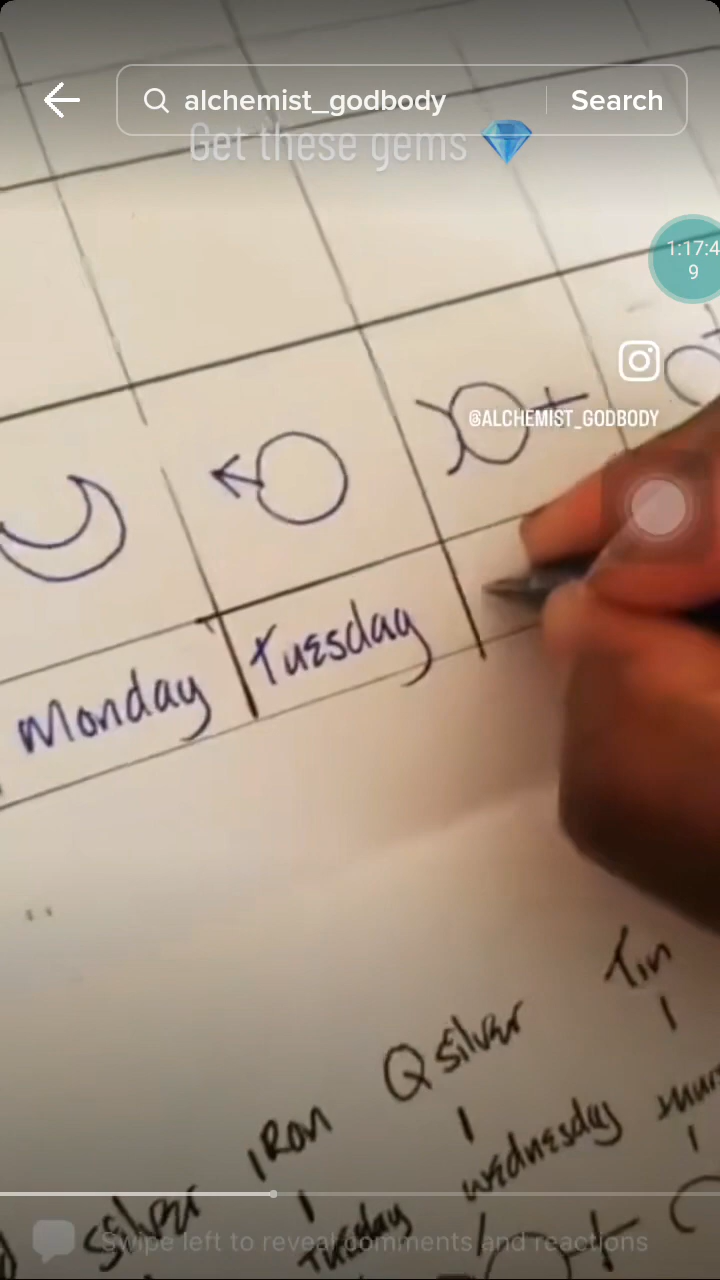 alchemist_godbody Search
Get these gems
1:17:4
9
@ALCHEMIST_GODBODY
Monday Tuesday
Tin
Qsilver
IRon
Silver
wednesday
Tuesday
Swipe left to reveal comments and reactions